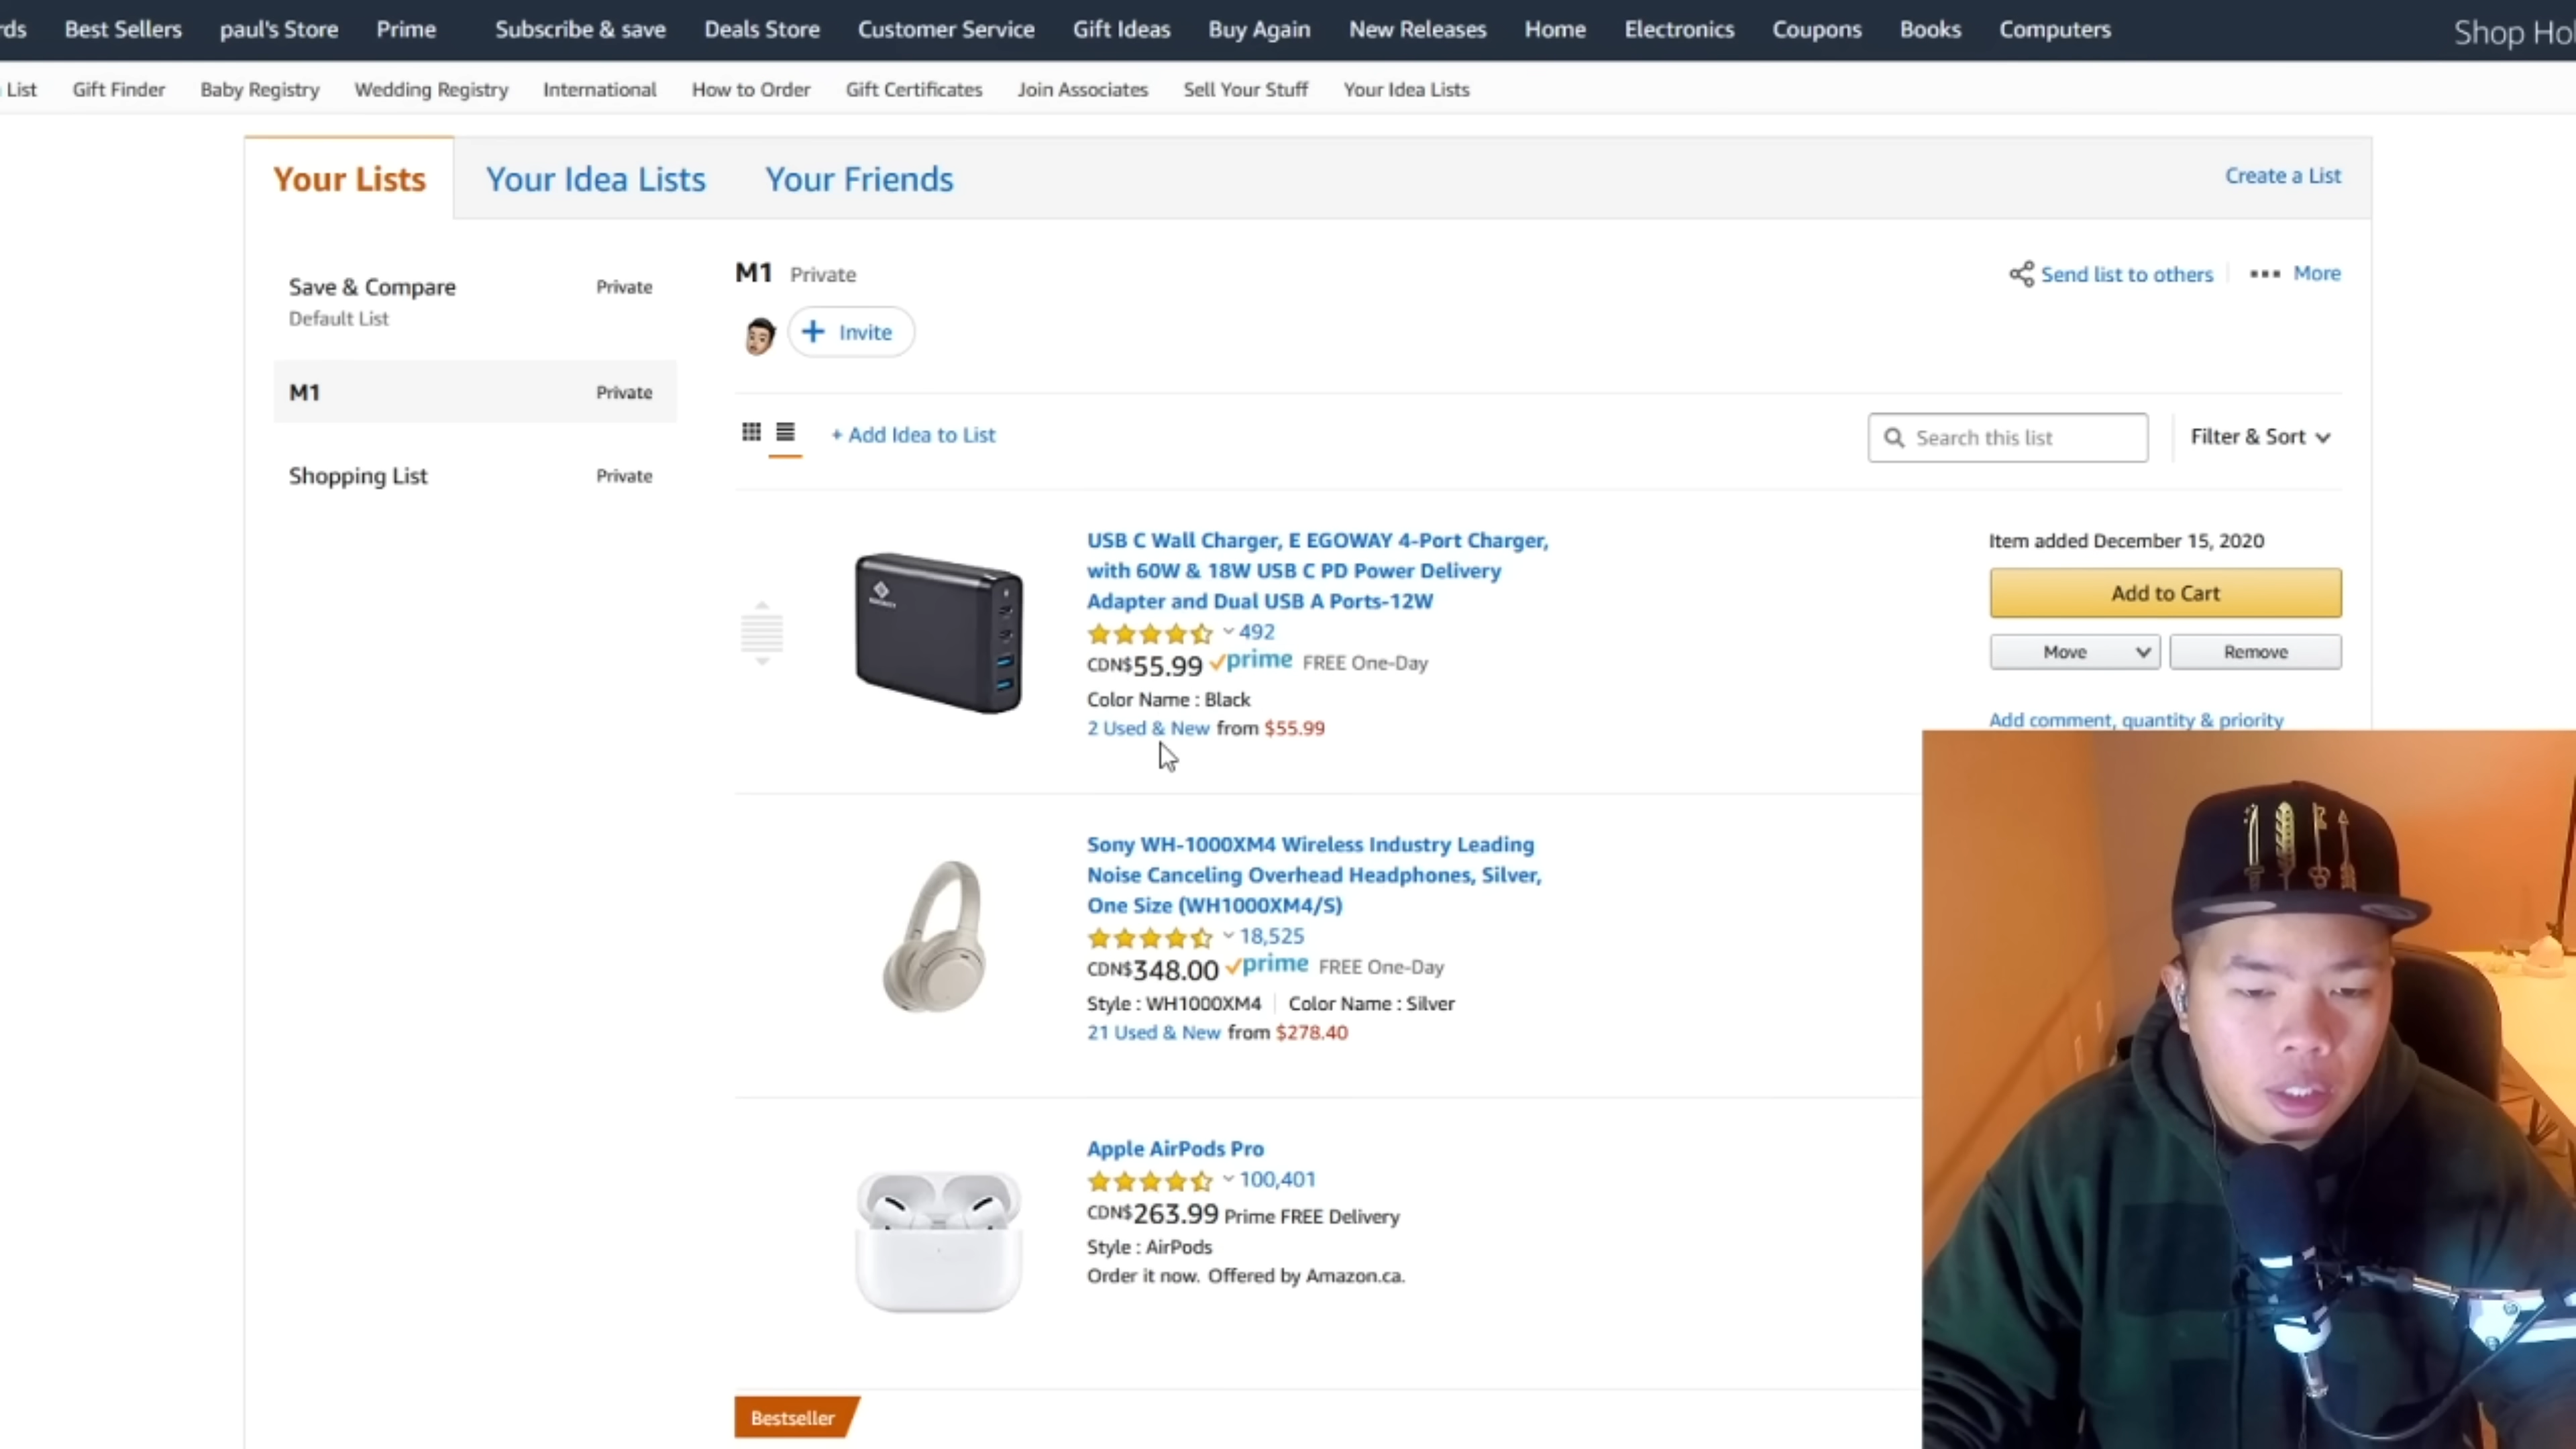 Best Sellers paul's Store Prime Subscribe & save Deals Store Customer Service Gift Ideas Buy Again New Releases Home Electronics Coupons Books Computers Shop
List Gift Finder Baby Registry Wedding Registry International How to Order Gift Certificates Join Associates Sell Your Stuff Your Idea Lists
Your Lists Your Idea Lists Your Friends Create a List
Save & Compare Private
Default List
M1 Private
Shopping List Private
M1 Private
Send list to others More
+ Invite
+ Add Idea to List
Search this list
Filter & Sort
USB C Wall Charger, E EGOWAY 4-Port Charger,
with 60W & 18W USB C PD Power Delivery
Adapter and Dual USB A Ports-12W
492
CDN$55.99 prime FREE One-Day
Color Name : Black
2 Used & New from $55.99
Item added December 15, 2020
Add to Cart
Move Remove
Add comment, quantity & priority
Sony WH-1000XM4 Wireless Industry Leading
Noise Canceling Overhead Headphones, Silver,
One Size (WH1000XM4/S)
18,525
CDN$348.00 prime FREE One-Day
Style : WH1000XM4 Color Name : Silver
21 Used & New from $278.40
Apple AirPods Pro
100,401
CDN$263.99 Prime FREE Delivery
Style : AirPods
Order it now. Offered by Amazon.ca.
Bestseller